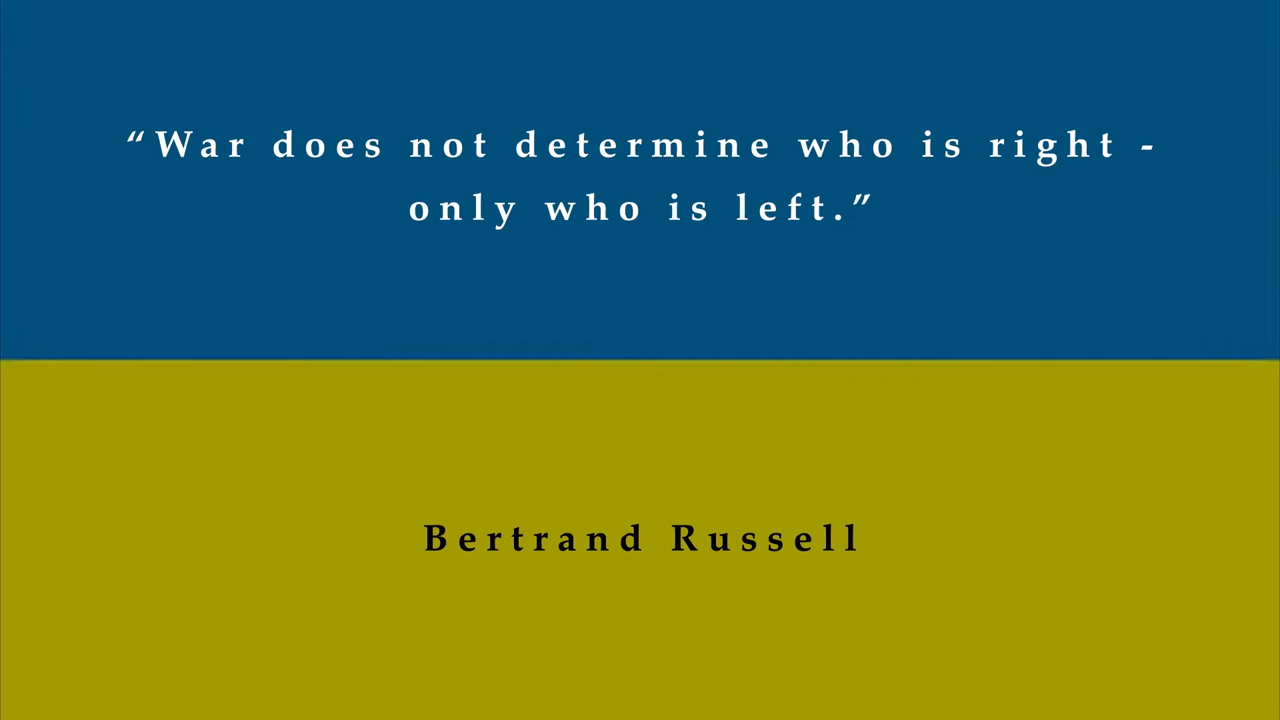 “War does not determine who is right -
only who is left.”
Bertrand Russell